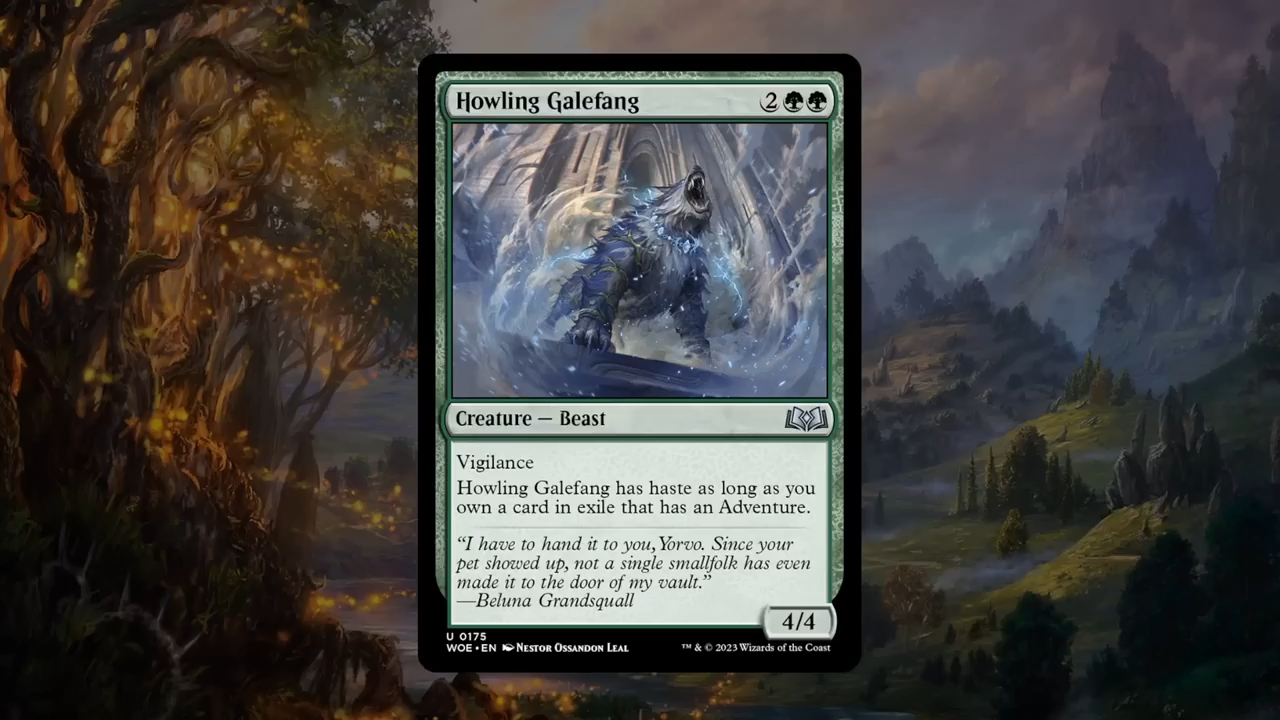 Howling Galefang 2
Creature — Beast
Vigilance
Howling Galefang has haste as long as you
own a card in exile that has an Adventure.
“I have to hand it to you, Yorvo. Since your
pet showed up, not a single smallfolk has even
made it to the door of my vault.”
—Beluna Grandsquall
4/4
U 0175
WOE • EN Nestor Ossandon Leal
™ & © 2023 Wizards of the Coast